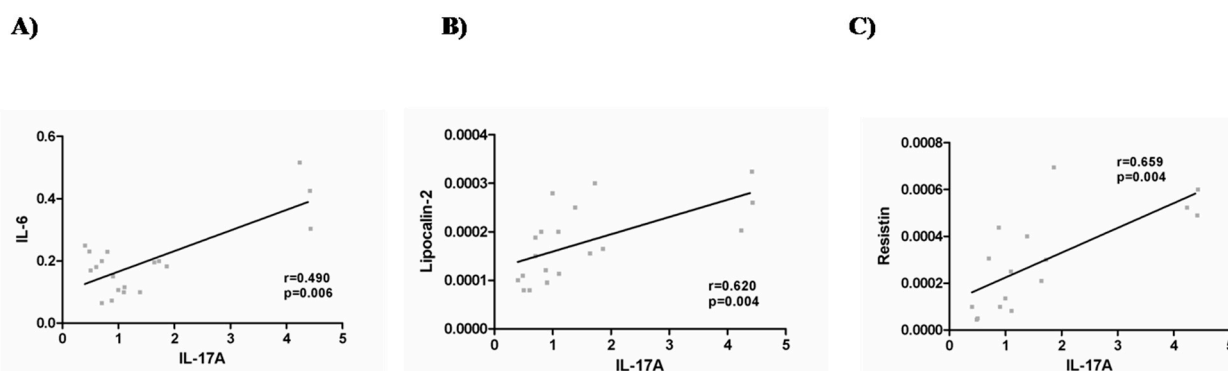 A)
B)
C)
IL-6
0.6
0.4
0.2
0.0
r=0.490
p=0.006
0 1 2 3 4 5
IL-17A
Lipocalin-2
0.0004
0.0003
0.0002
0.0001
0.0000
r=0.620
p=0.004
0 1 2 3 4 5
IL-17A
Resistin
0.0008
0.0006
0.0004
0.0002
0.0000
r=0.659
p=0.004
0 1 2 3 4 5
IL-17A